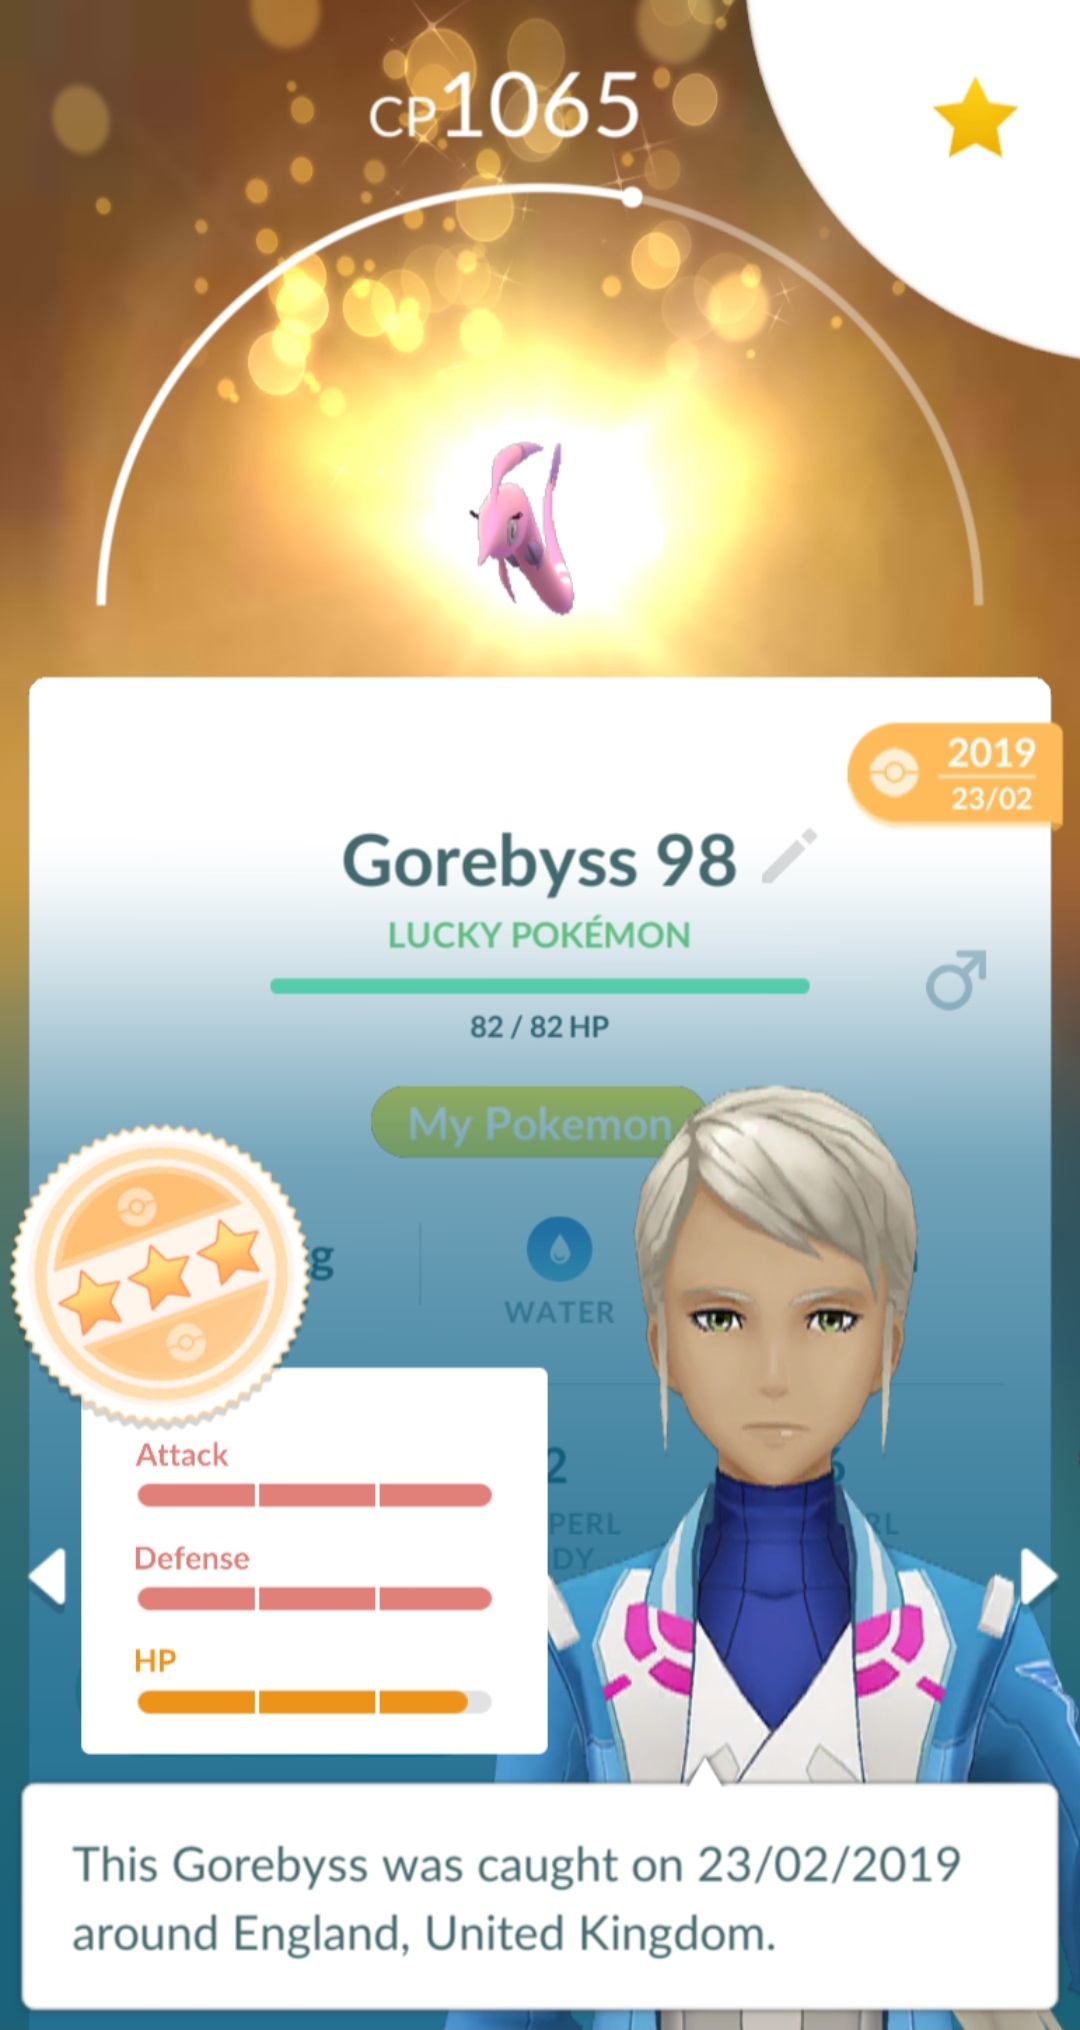 CP1065
2019
23/02
Gorebyss 98
LUCKY POKÉMON
82 / 82 HP
My Pokemon
g
WATER
Attack
2
PERL
RL
Defense
DY
HP
This Gorebyss was caught on 23/02/2019
around England, United Kingdom.